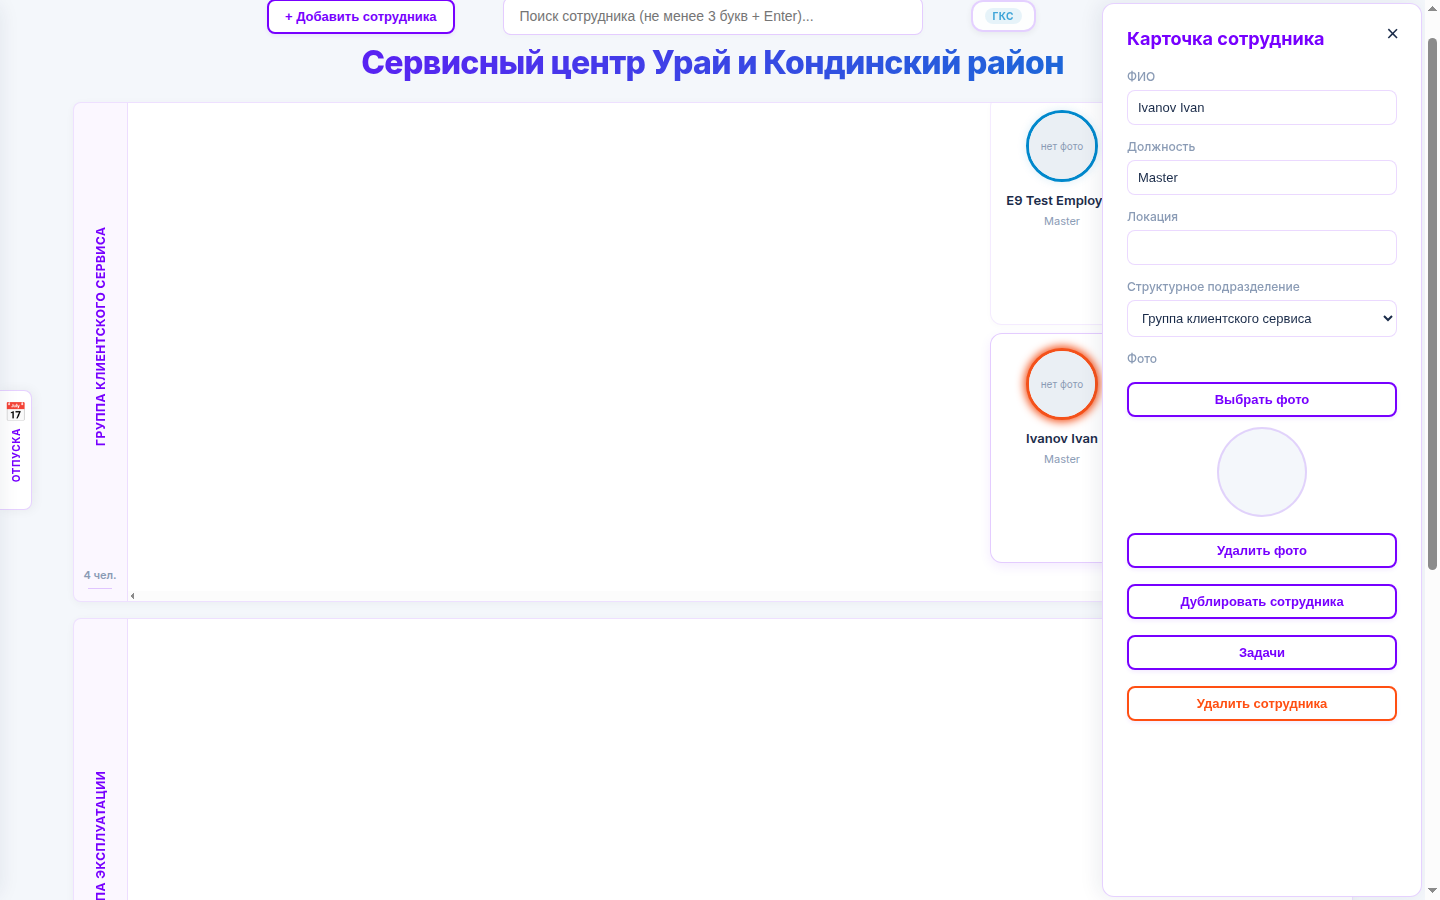 + Добавить сотрудника
Поиск сотрудника (не менее 3 букв + Enter)...
ГКС
Сервисный центр Урай и Кондинский район
ГРУППА КЛИЕНТСКОГО СЕРВИСА
4 чел.
нет фото
E9 Test Employ
Master
нет фото
Ivanov Ivan
Master
ОТПУСКА
ПА ЭКСПЛУАТАЦИИ
Карточка сотрудника
×
ФИО
Ivanov Ivan
Должность
Master
Локация
Структурное подразделение
Группа клиентского сервиса
Фото
Выбрать фото
Удалить фото
Дублировать сотрудника
Задачи
Удалить сотрудника